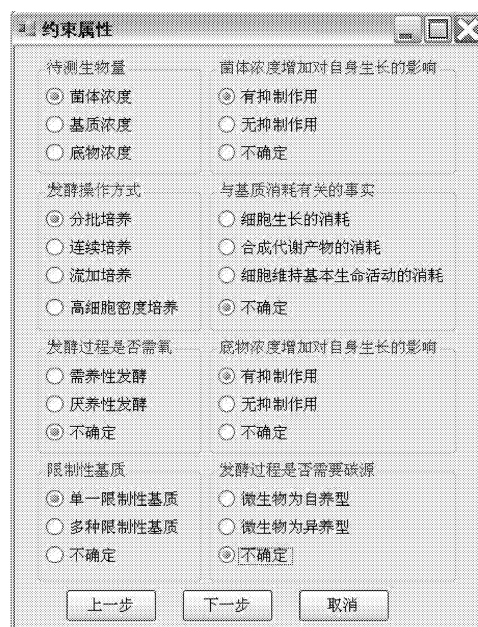 约束属性
待测生物量
菌体浓度
基质浓度
底物浓度
菌体浓度增加对自身生长的影响
有抑制作用
无抑制作用
不确定
发酵操作方式
分批培养
连续培养
流加培养
高细胞密度培养
与基质消耗有关的事实
细胞生长的消耗
合成代谢产物的消耗
细胞维持基本生命活动的消耗
不确定
发酵过程是否需氧
需养性发酵
厌养性发酵
不确定
底物浓度增加对自身生长的影响
有抑制作用
无抑制作用
不确定
限制性基质
单一限制性基质
多种限制性基质
不确定
发酵过程是否需要碳源
微生物为自养型
微生物为异养型
不确定
上一步
下一步
取消